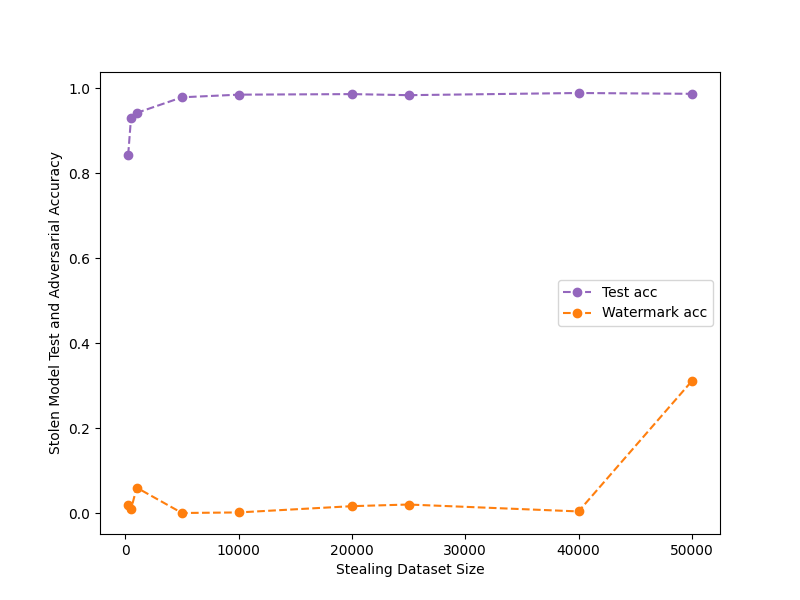 1.0
0.8
0.6
0.4
0.2
0.0
Stolen Model Test and Adversarial Accuracy
Test acc
Watermark acc
0 10000 20000 30000 40000 50000
Stealing Dataset Size